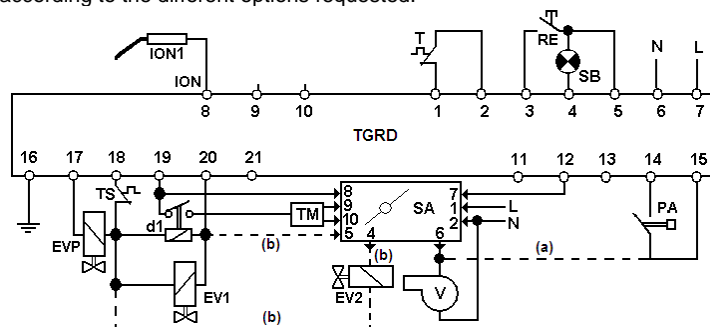 according to the different options requested.
ION1
T
RE
SB
N
L
ION
8
9
10
1
2
3
4
5
6
7
TGRD
16
17
18
19
20
21
11
12
13
14
15
TS
d1
EVP
TM
8
9
10
5
4
SA
7
1
2
6
L
N
PA
(b)
(b)
(a)
EV1
EV2
V
(b)